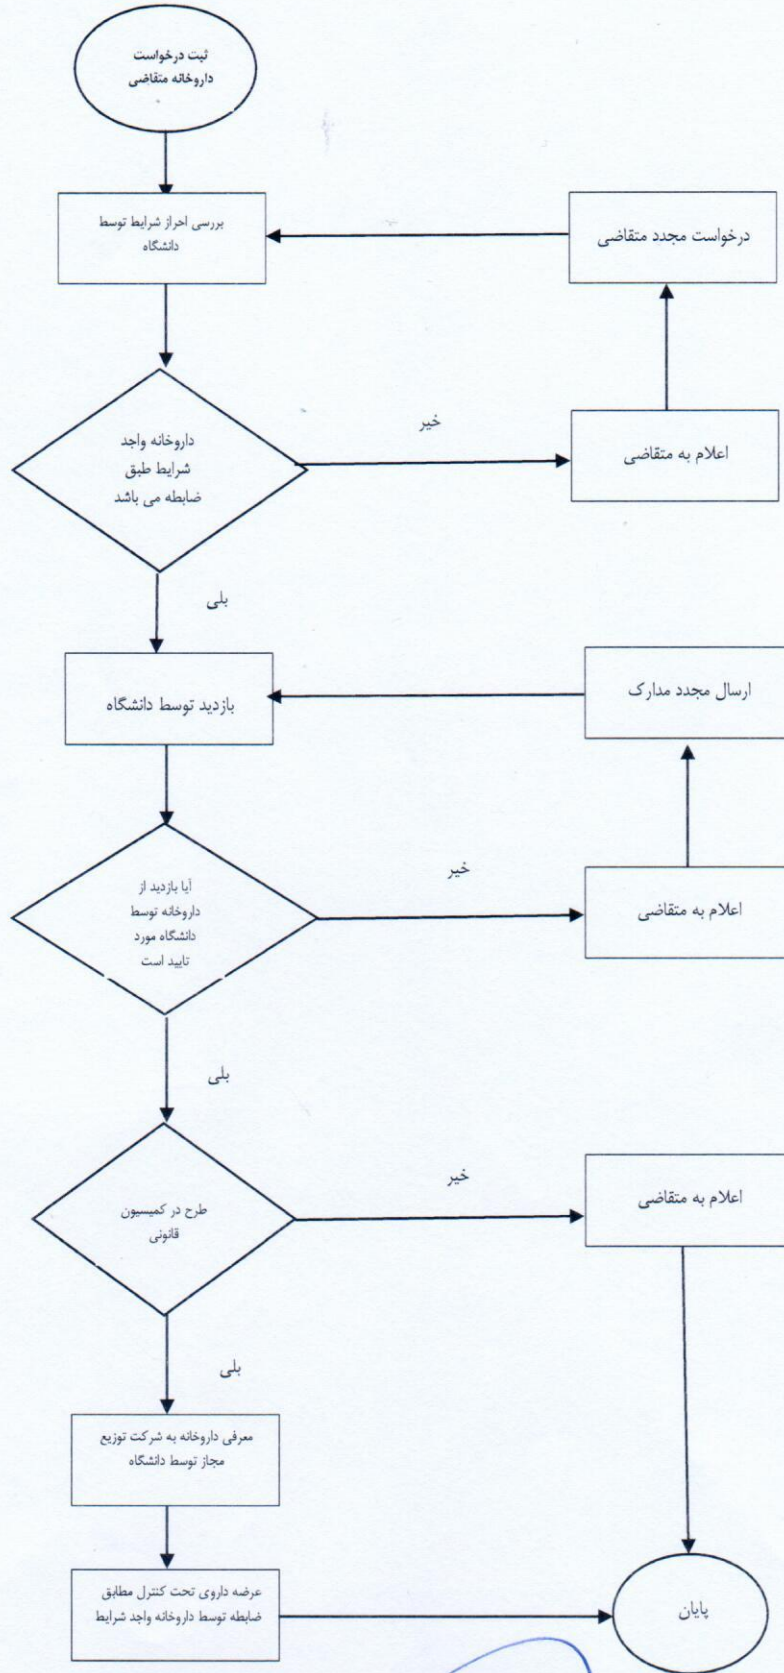 ثبت درخواست
داروخانه متقاضی
بررسی احراز شرایط توسط
دانشگاه
درخواست مجدد متقاضی
داروخانه واجد
شرایط طبق
ضابطه می باشد
خیر
اعلام به متقاضی
بلی
بازدید توسط دانشگاه
ارسال مجدد مدارک
آیا بازدید از
داروخانه توسط
دانشگاه مورد
تایید است
خیر
اعلام به متقاضی
بلی
طرح در کمیسیون
قانونی
خیر
اعلام به متقاضی
بلی
معرفی داروخانه به شرکت توزیع
مجاز توسط دانشگاه
عرضه داروی تحت کنترل مطابق
ضابطه توسط داروخانه واجد شرایط
پایان